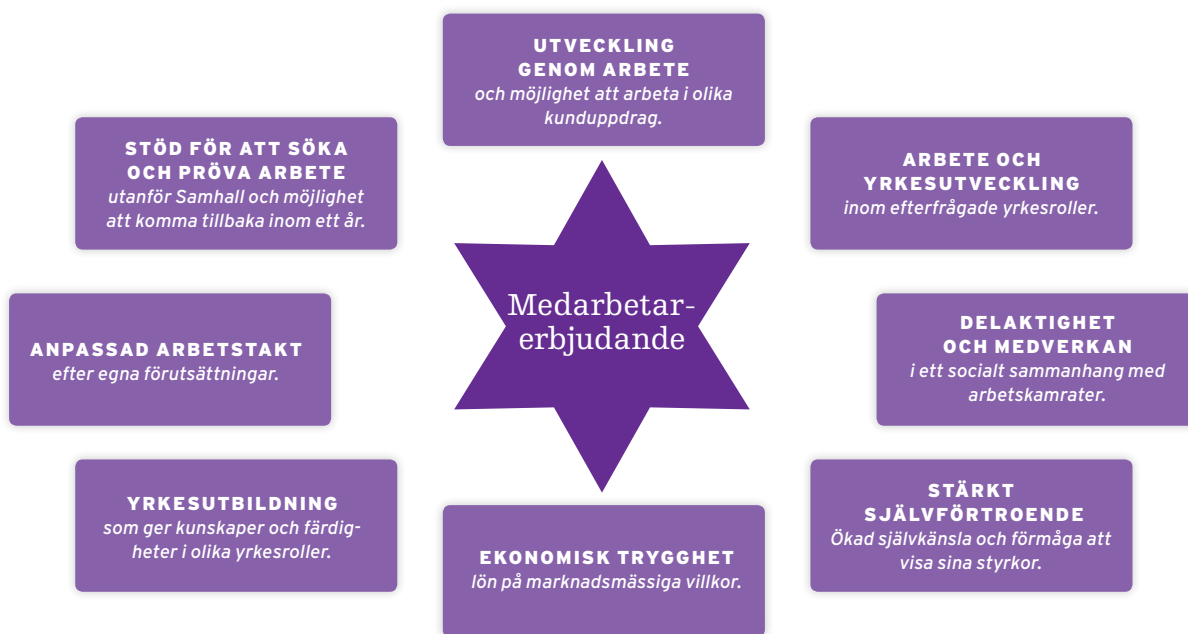 UTVECKLING
GENOM ARBETE
och möjlighet att arbeta i olika
kunduppdrag.
STÖD FÖR ATT SÖKA
OCH PRÖVA ARBETE
utanför Samhall och möjlighet
att komma tillbaka inom ett år.
ARBETE OCH
YRKESUTVECKLING
inom efterfrågade yrkesroller.
Medarbetar-
erbjudande
ANPASSAD ARBETSTAKT
efter egna förutsättningar.
DELAKTIGHET
OCH MEDVERKAN
i ett socialt sammanhang med
arbetskamrater.
YRKESUTBILDNING
som ger kunskaper och färdig-
heter i olika yrkesroller.
EKONOMISK TRYGGHET
lön på marknadsmässiga villkor.
STÄRKT
SJÄLVFÖRTROENDE
Ökad självkänsla och förmåga att
visa sina styrkor.